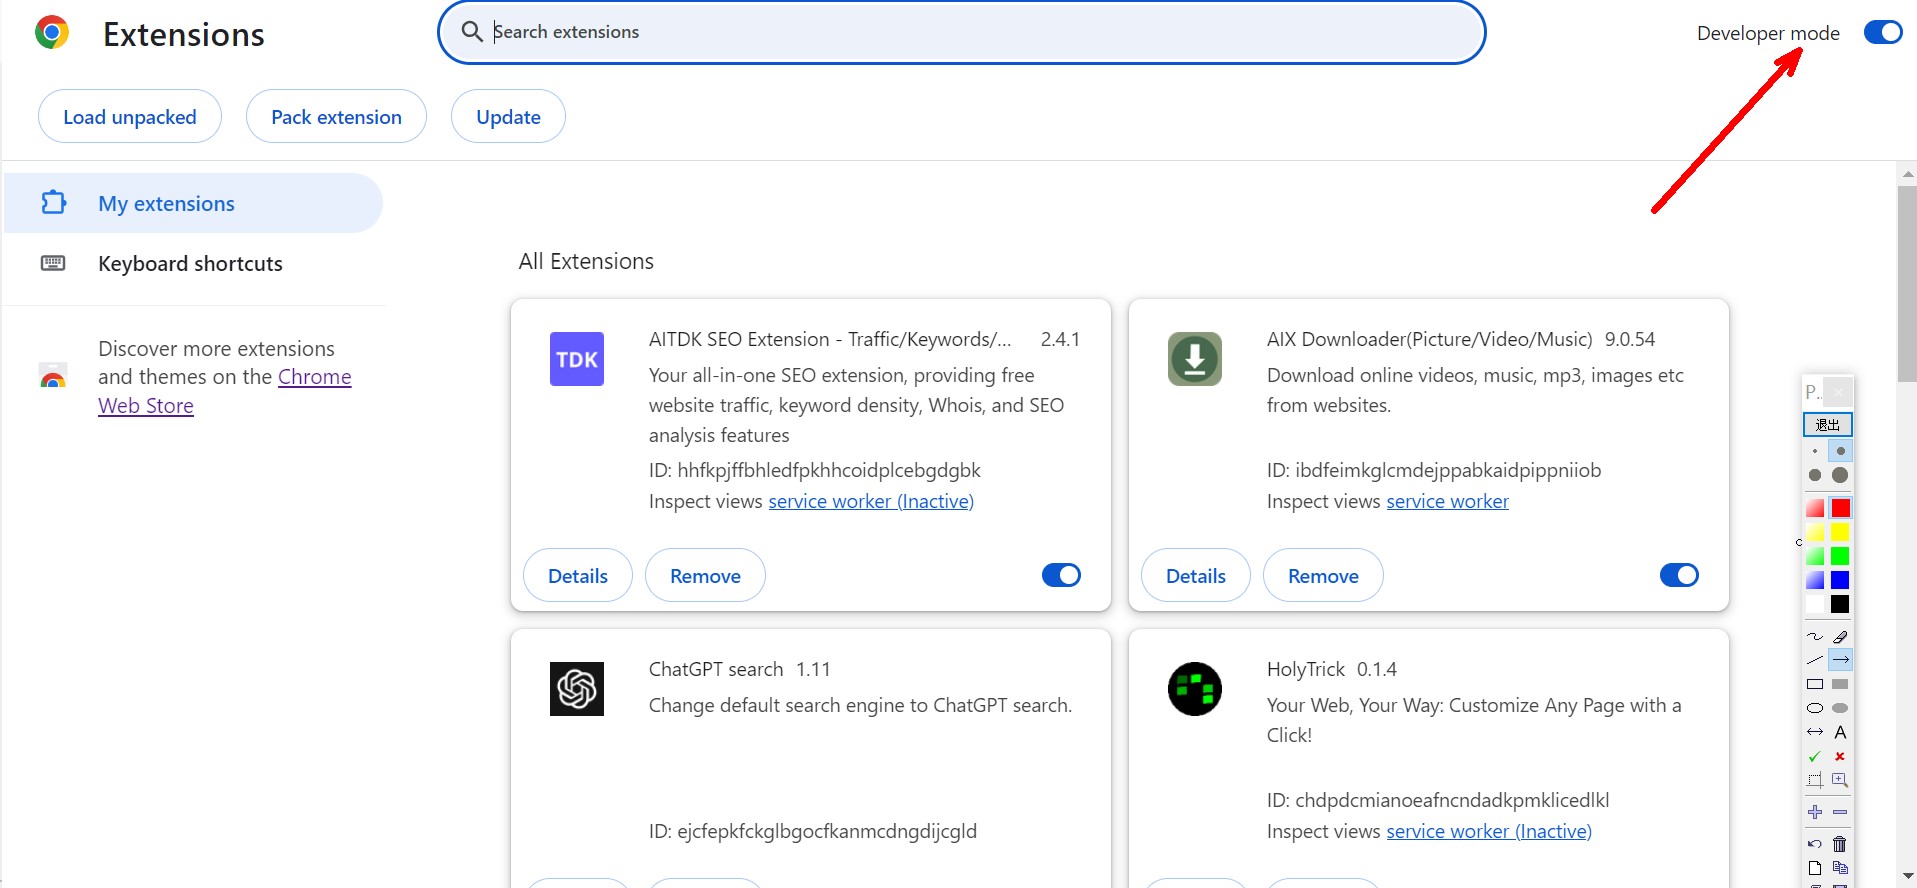 Extensions
Search extensions
Developer mode
Load unpacked
Pack extension
Update
My extensions
Keyboard shortcuts
Discover more extensions
and themes on the Chrome
Web Store
All Extensions
TDK
AITDK SEO Extension - Traffic/Keywords/... 2.4.1
Your all-in-one SEO extension, providing free
website traffic, keyword density, Whois, and SEO
analysis features
ID: hhfkpjffbhledfpkhhcoidplcebgdgbk
Inspect views service worker (Inactive)
Details
Remove
AIX Downloader(Picture/Video/Music) 9.0.54
Download online videos, music, mp3, images etc
from websites.
ID: ibdfeimkglcmdejppabkaidpippniiob
Inspect views service worker
Details
Remove
ChatGPT search 1.11
Change default search engine to ChatGPT search.
ID: ejcfepkfckglbgocfkanmcdngdijcgld
HolyTrick 0.1.4
Your Web, Your Way: Customize Any Page with a
Click!
ID: chdpdcmianoeafncndadkpmklicedlkl
Inspect views service worker (Inactive)
P...
退出
A